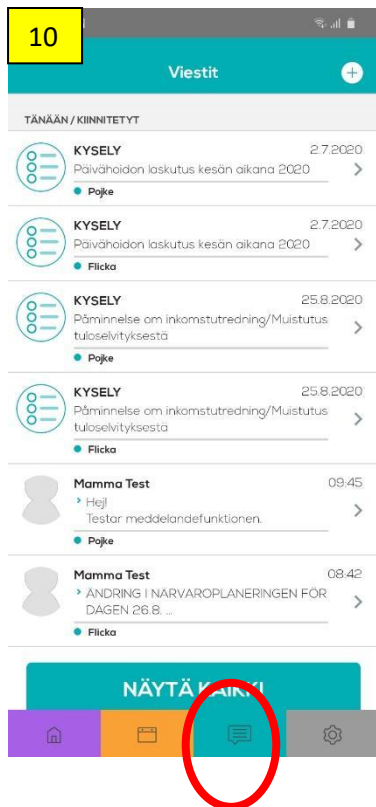 10
Viestit
TÄNÄÄN / KIINNITETYT
KYSELY 2.7.2020
Päivähoidon laskutus kesän aikana 2020
Pojke
KYSELY 2.7.2020
Päivähoidon laskutus kesän aikana 2020
Flicka
KYSELY 25.8.2020
Påminnelse om inkomstutredning/Muistutus
tuloselvityksestä
Pojke
KYSELY 25.8.2020
Påminnelse om inkomstutredning/Muistutus
tuloselvityksestä
Flicka
Mamma Test 09:45
Hej!
Testar meddelandefunktionen.
Pojke
Mamma Test 08:42
ÄNDRING I NÄRVAROPLANERINGEN FÖR
DAGEN 26.8. ...
Flicka
NÄYTÄ KAIKKI